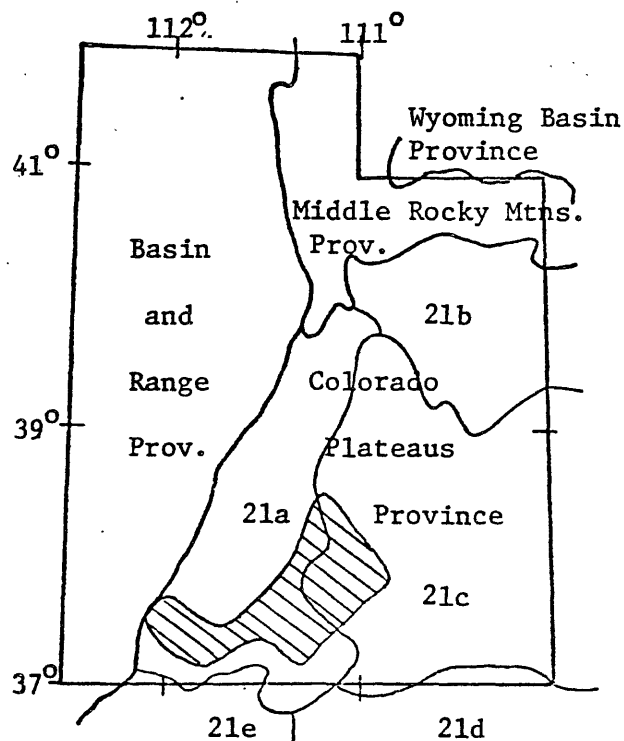 112°
111°
Wyoming Basin
Province
41°
Middle Rocky Mtns.
Prov.
Basin
and
Range
Prov.
21b
Colorado
Plateaus
Province
39°
21a
21c
37°
21e
21d